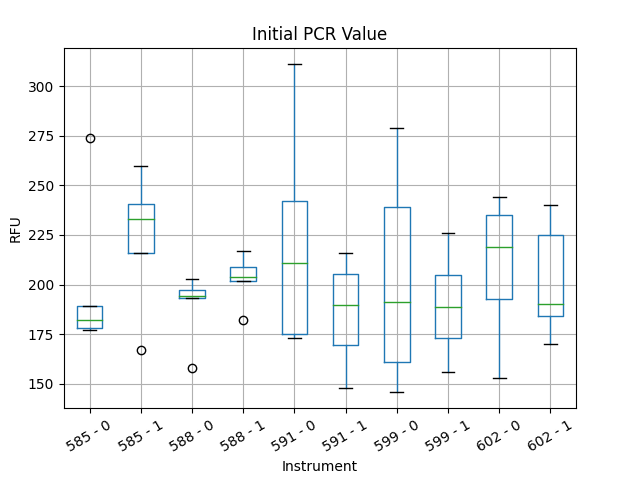 Initial PCR Value
300
275
250
225
200
175
150
RFU
585 - 0
585 - 1
588 - 0
588 - 1
591 - 0
591 - 1
599 - 0
599 - 1
602 - 0
602 - 1
Instrument